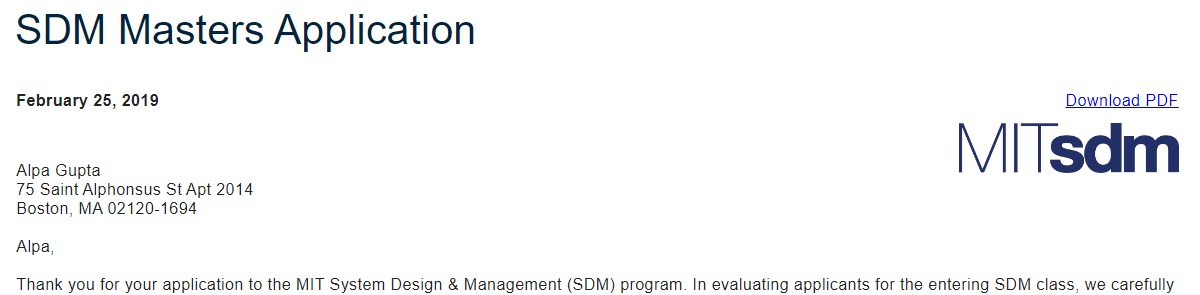 SDM Masters Application
February 25, 2019
Download PDF
MITsdm
Alpa Gupta
75 Saint Alphonsus St Apt 2014
Boston, MA 02120-1694
Alpa,
Thank you for your application to the MIT System Design & Management (SDM) program. In evaluating applicants for the entering SDM class, we carefully